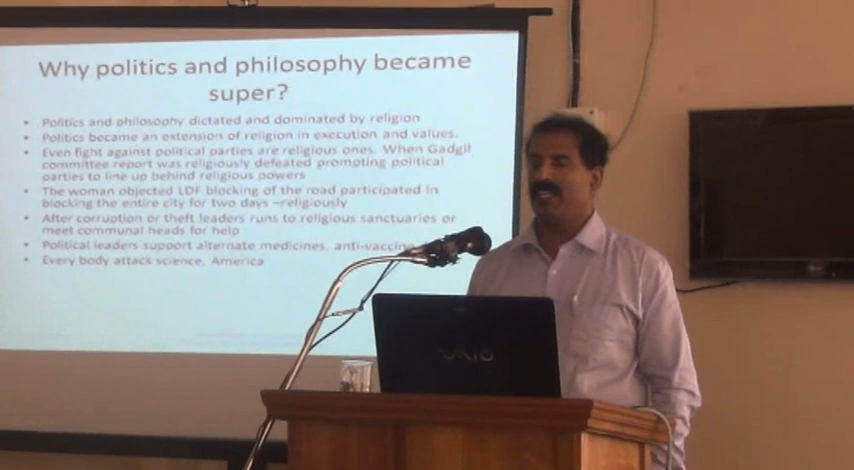 Why politics and philosophy became
super?
• Politics and philosophy dictated and dominated by religion
• Politics became an extension of religion in execution and values.
• Even fight against political parties are religious ones. When Gadgil
committee report was religiously defeated prompting political
parties to line up behind religious powers
• The woman objected LDF blocking of the road participated in
blocking the entire city for two days –religiously
• After corruption or theft leaders runs to religious sanctuaries or
meet communal heads for help
• Political leaders support alternate medicines, anti-vaccine
• Every body attack science, America
VAIO